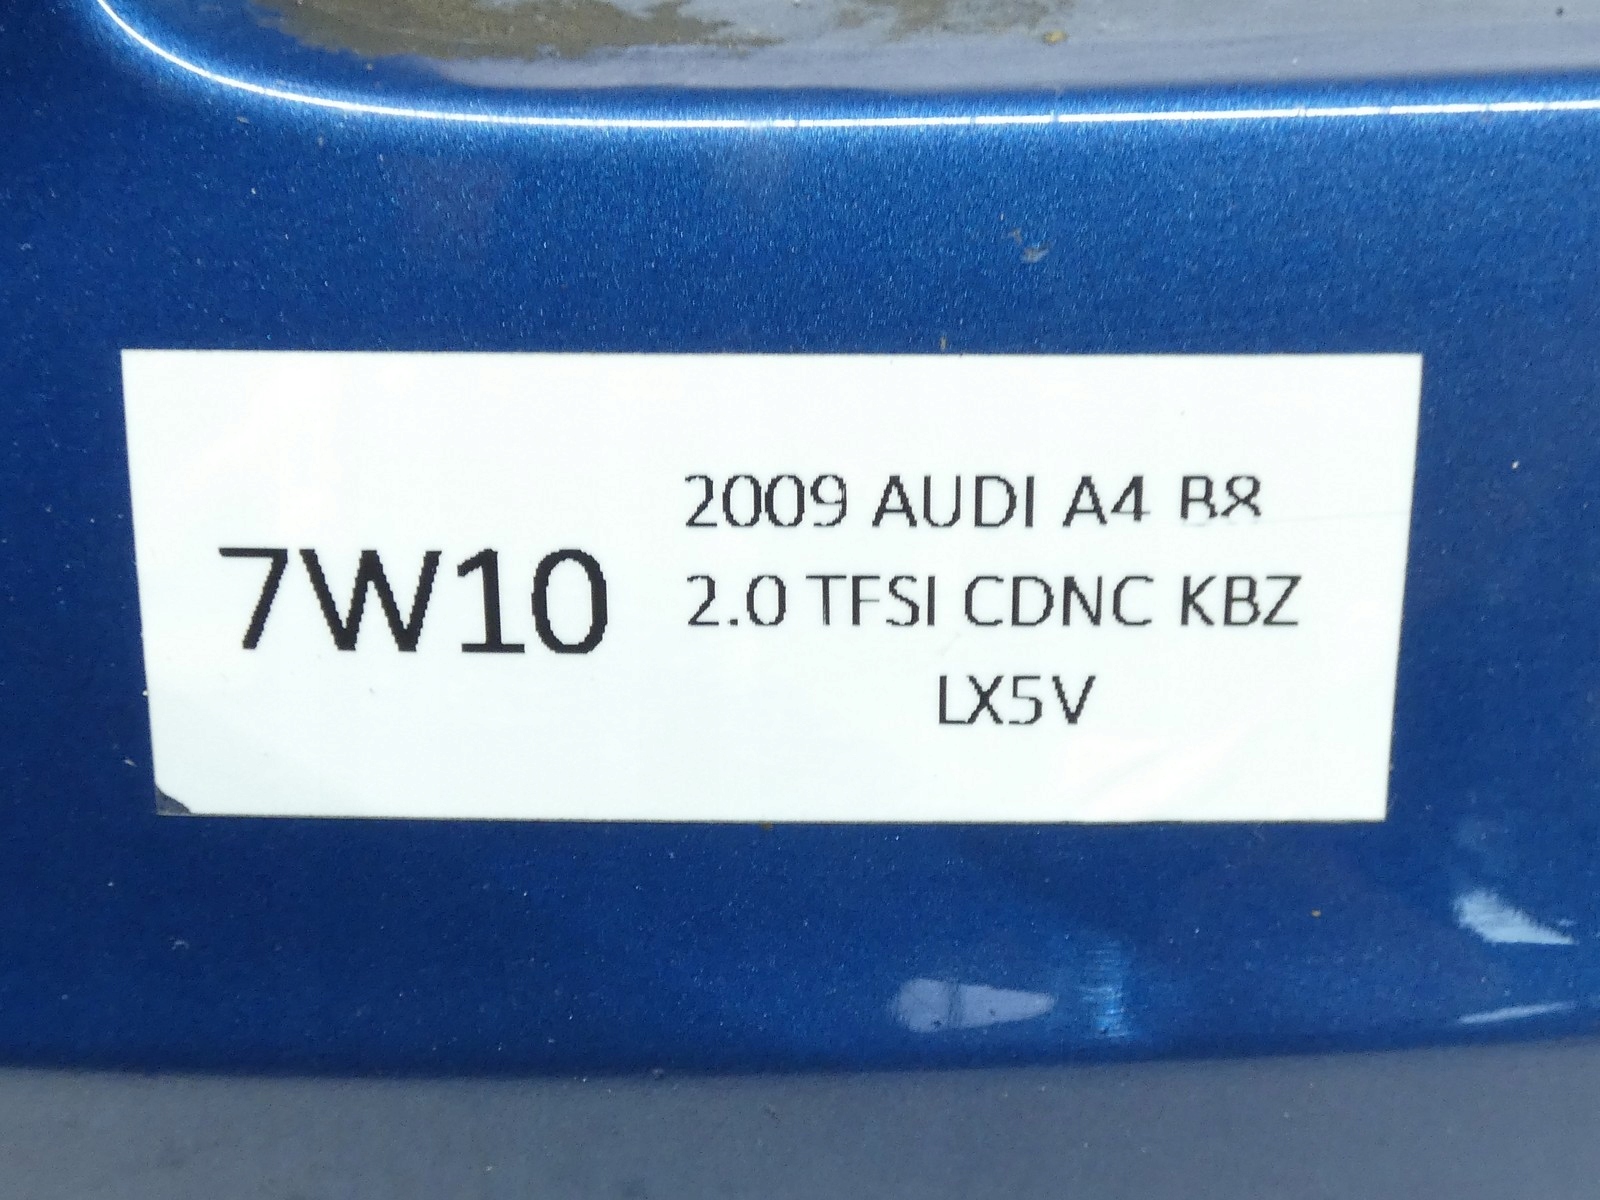 7W10
2009 AUDI A4 B8
2.0 TFSI CDNC KBZ
LX5V